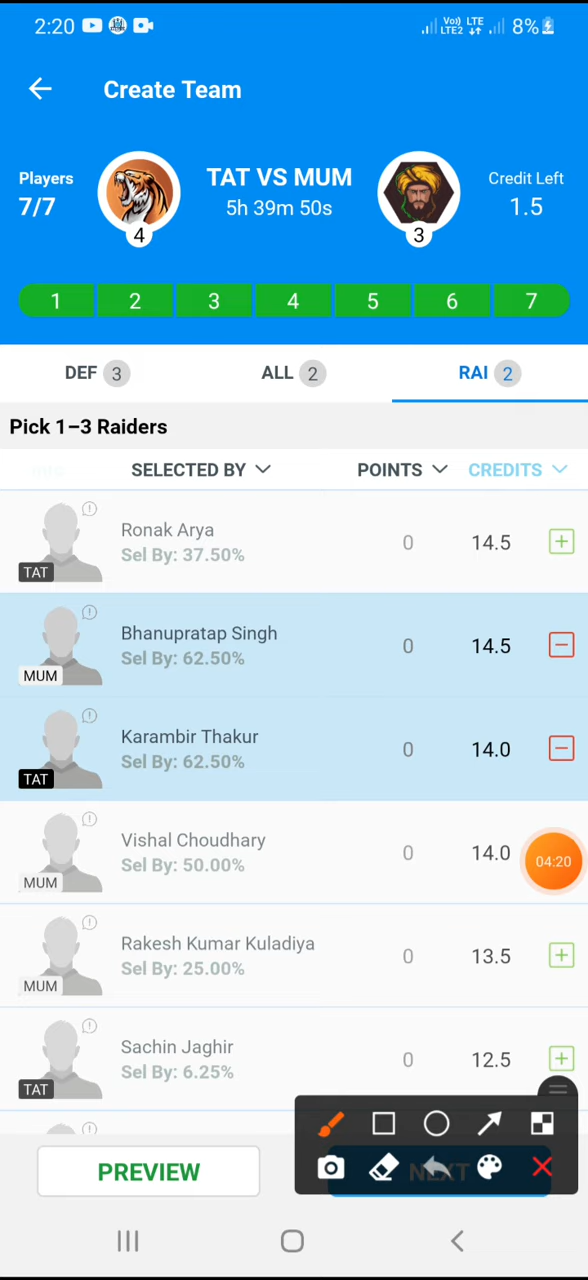 2:20
Vo)) LTE
LTE2
8%
Create Team
Players
7/7
4
TAT VS MUM
5h 39m 50s
3
Credit Left
1.5
1 2 3 4 5 6 7
DEF 3
ALL 2
RAI 2
Pick 1–3 Raiders
SELECTED BY POINTS CREDITS
Ronak Arya
Sel By: 37.50%
0 14.5
TAT
Bhanupratap Singh
Sel By: 62.50%
0 14.5
MUM
Karambir Thakur
Sel By: 62.50%
0 14.0
TAT
Vishal Choudhary
Sel By: 50.00%
0 14.0
MUM
04:20
Rakesh Kumar Kuladiya
Sel By: 25.00%
0 13.5
MUM
Sachin Jaghir
Sel By: 6.25%
0 12.5
TAT
PREVIEW
NEXT